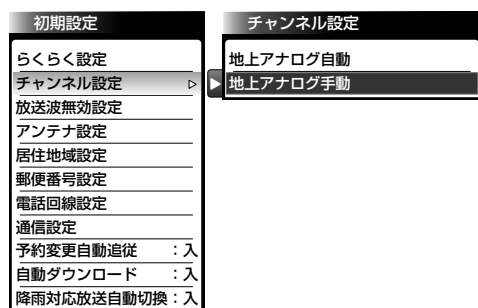 初期設定
らくらく設定
チャンネル設定
放送波無効設定
アンテナ設定
居住地域設定
郵便番号設定
電話回線設定
通信設定
予約変更自動追従 ：入
自動ダウンロード ：入
降雨対応放送自動切換：入
チャンネル設定
地上アナログ自動
地上アナログ手動